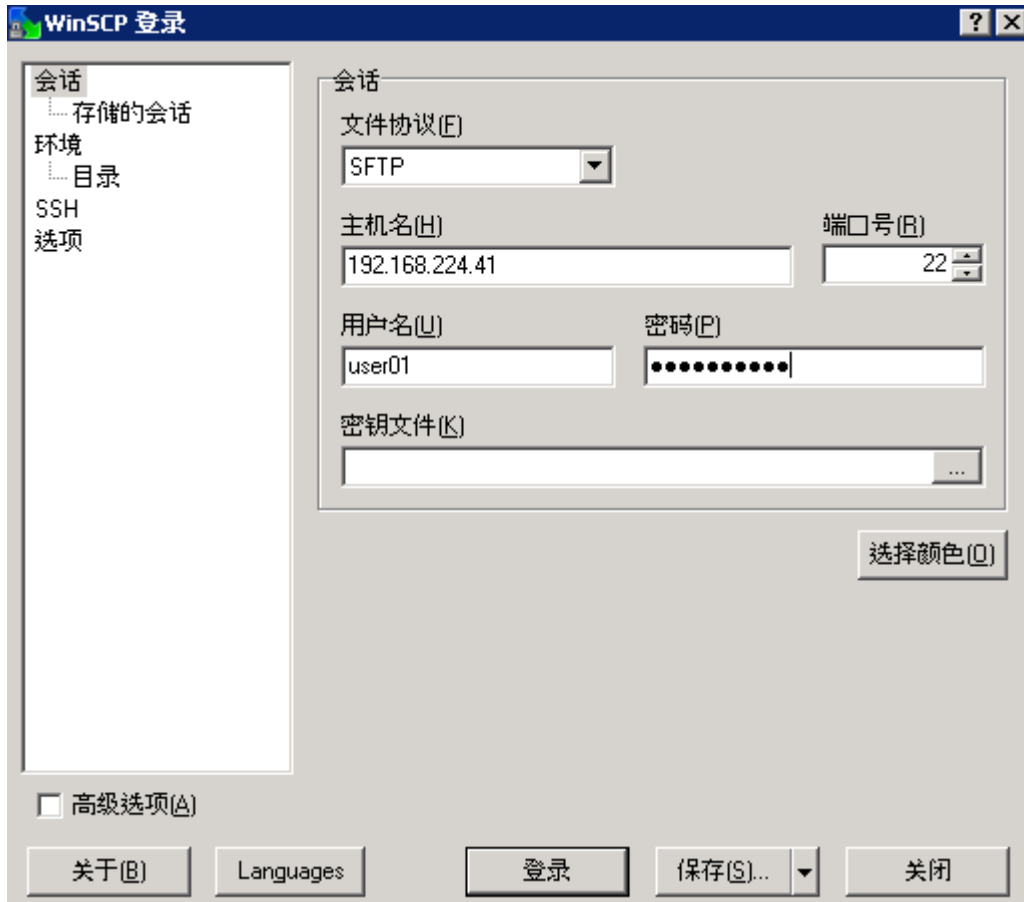 WinSCP 登录
会话
存储的会话
环境
目录
SSH
选项
会话
文件协议(F)
SFTP
主机名(H)
端口号(R)
192.168.224.41
22
用户名(U)
密码(P)
user01
●●●●●●●●●●
密钥文件(K)
...
选择颜色(O)
高级选项(A)
关于(B)
Languages
登录
保存(S)...
关闭